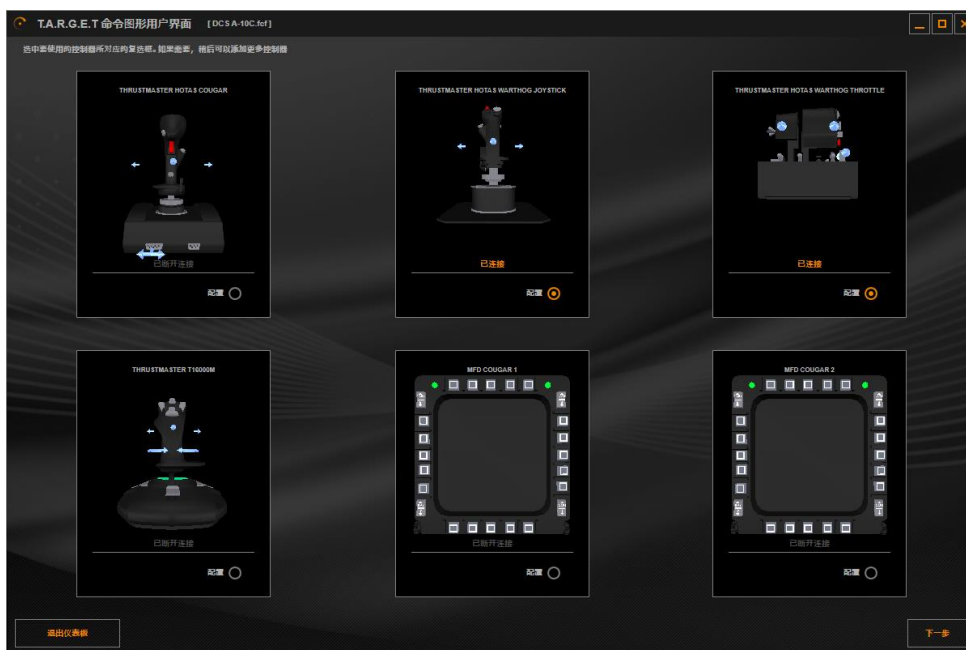 T.A.R.G.E.T 命令图形用户界面 [DCS A-10C.fcf]
选中要使用的控制器所对应的复选框。如果需要，稍后可以添加更多控制器
THRUSTMASTER HOTAS COUGAR
THRUSTMASTER HOTAS WARTHOG JOYSTICK
THRUSTMASTER HOTAS WARTHOG THROTTLE
已断开连接
已连接
已连接
配置
配置
配置
THRUSTMASTER T16000M
MFD COUGAR 1
MFD COUGAR 2
已断开连接
已断开连接
已断开连接
配置
配置
配置
退出仪表板
下一步